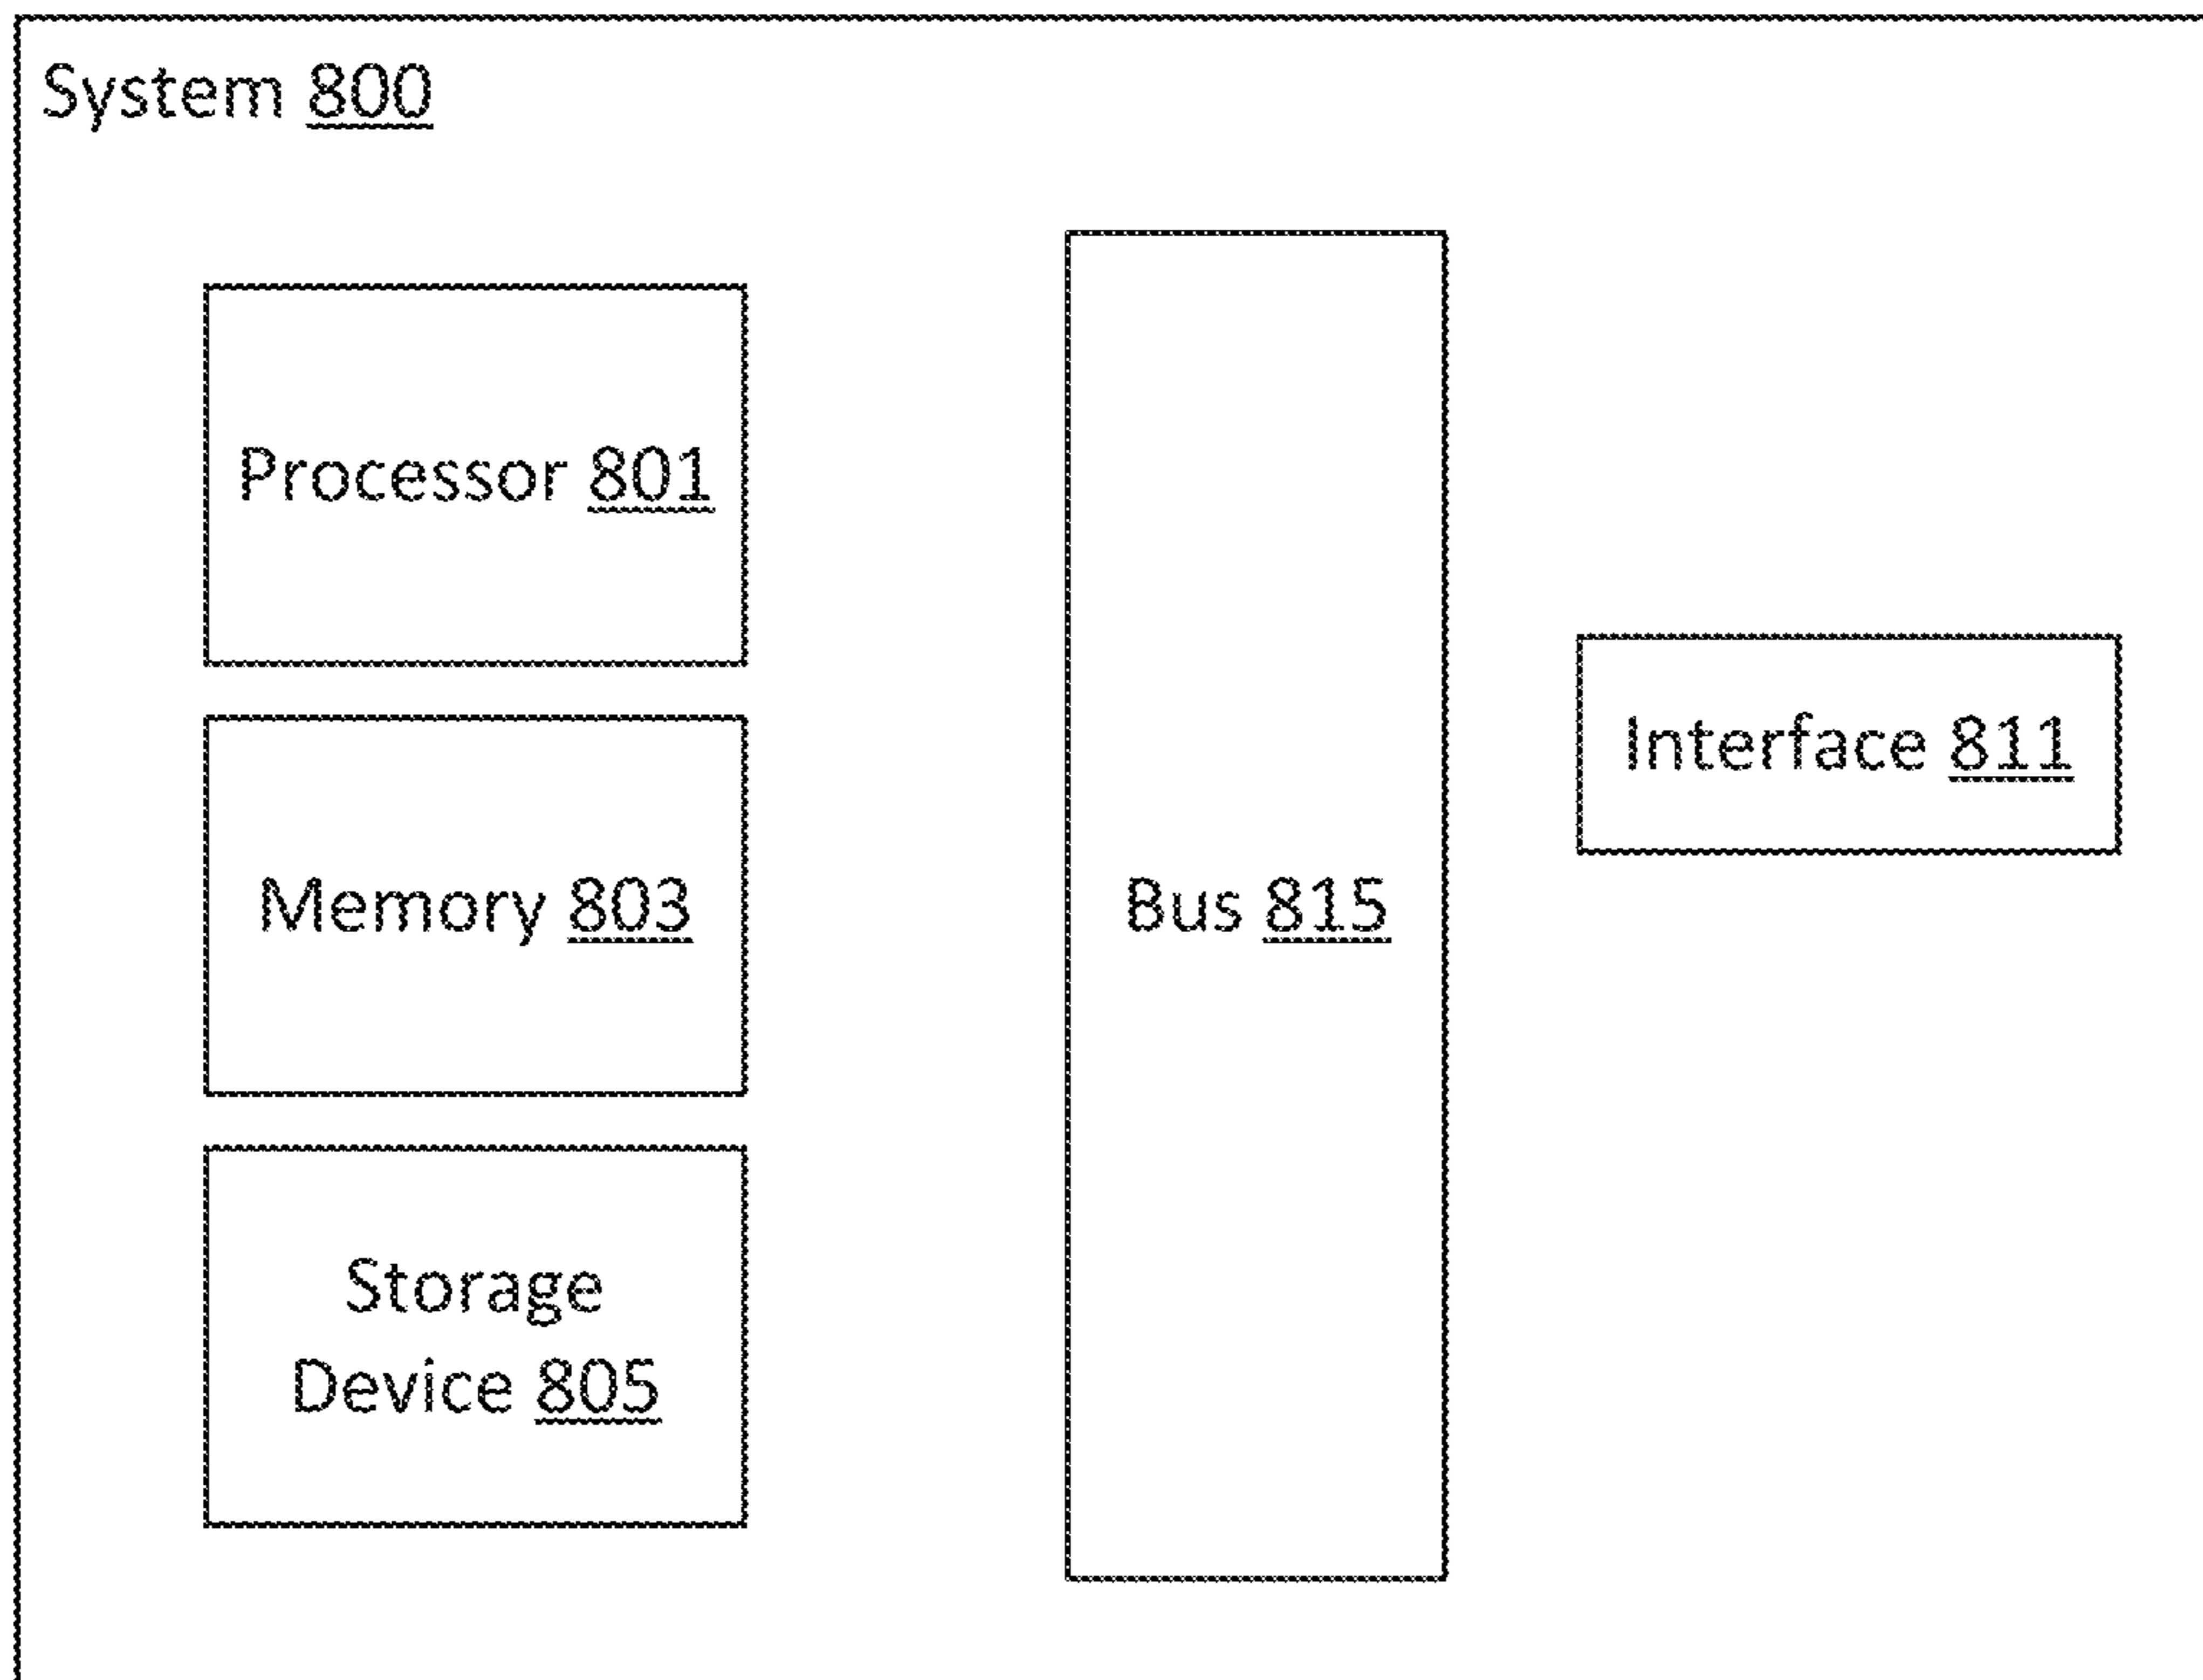 System 800
Processor 801
Memory 803
Storage
Device 805
Bus 815
Interface 811